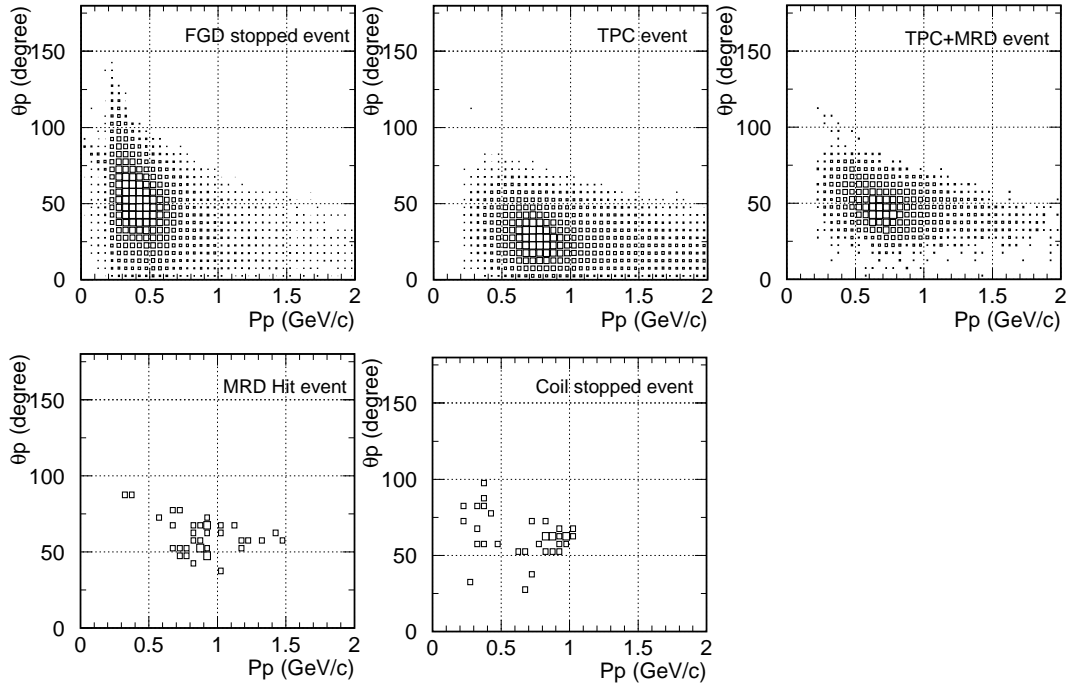 FGD stopped event
θp (degree)
150
100
50
0
0 0.5 1 1.5 2
Pp (GeV/c)
TPC event
θp (degree)
150
100
50
0
0 0.5 1 1.5 2
Pp (GeV/c)
TPC+MRD event
θp (degree)
150
100
50
0
0 0.5 1 1.5 2
Pp (GeV/c)
MRD Hit event
θp (degree)
150
100
50
0
0 0.5 1 1.5 2
Pp (GeV/c)
Coil stopped event
θp (degree)
150
100
50
0
0 0.5 1 1.5 2
Pp (GeV/c)